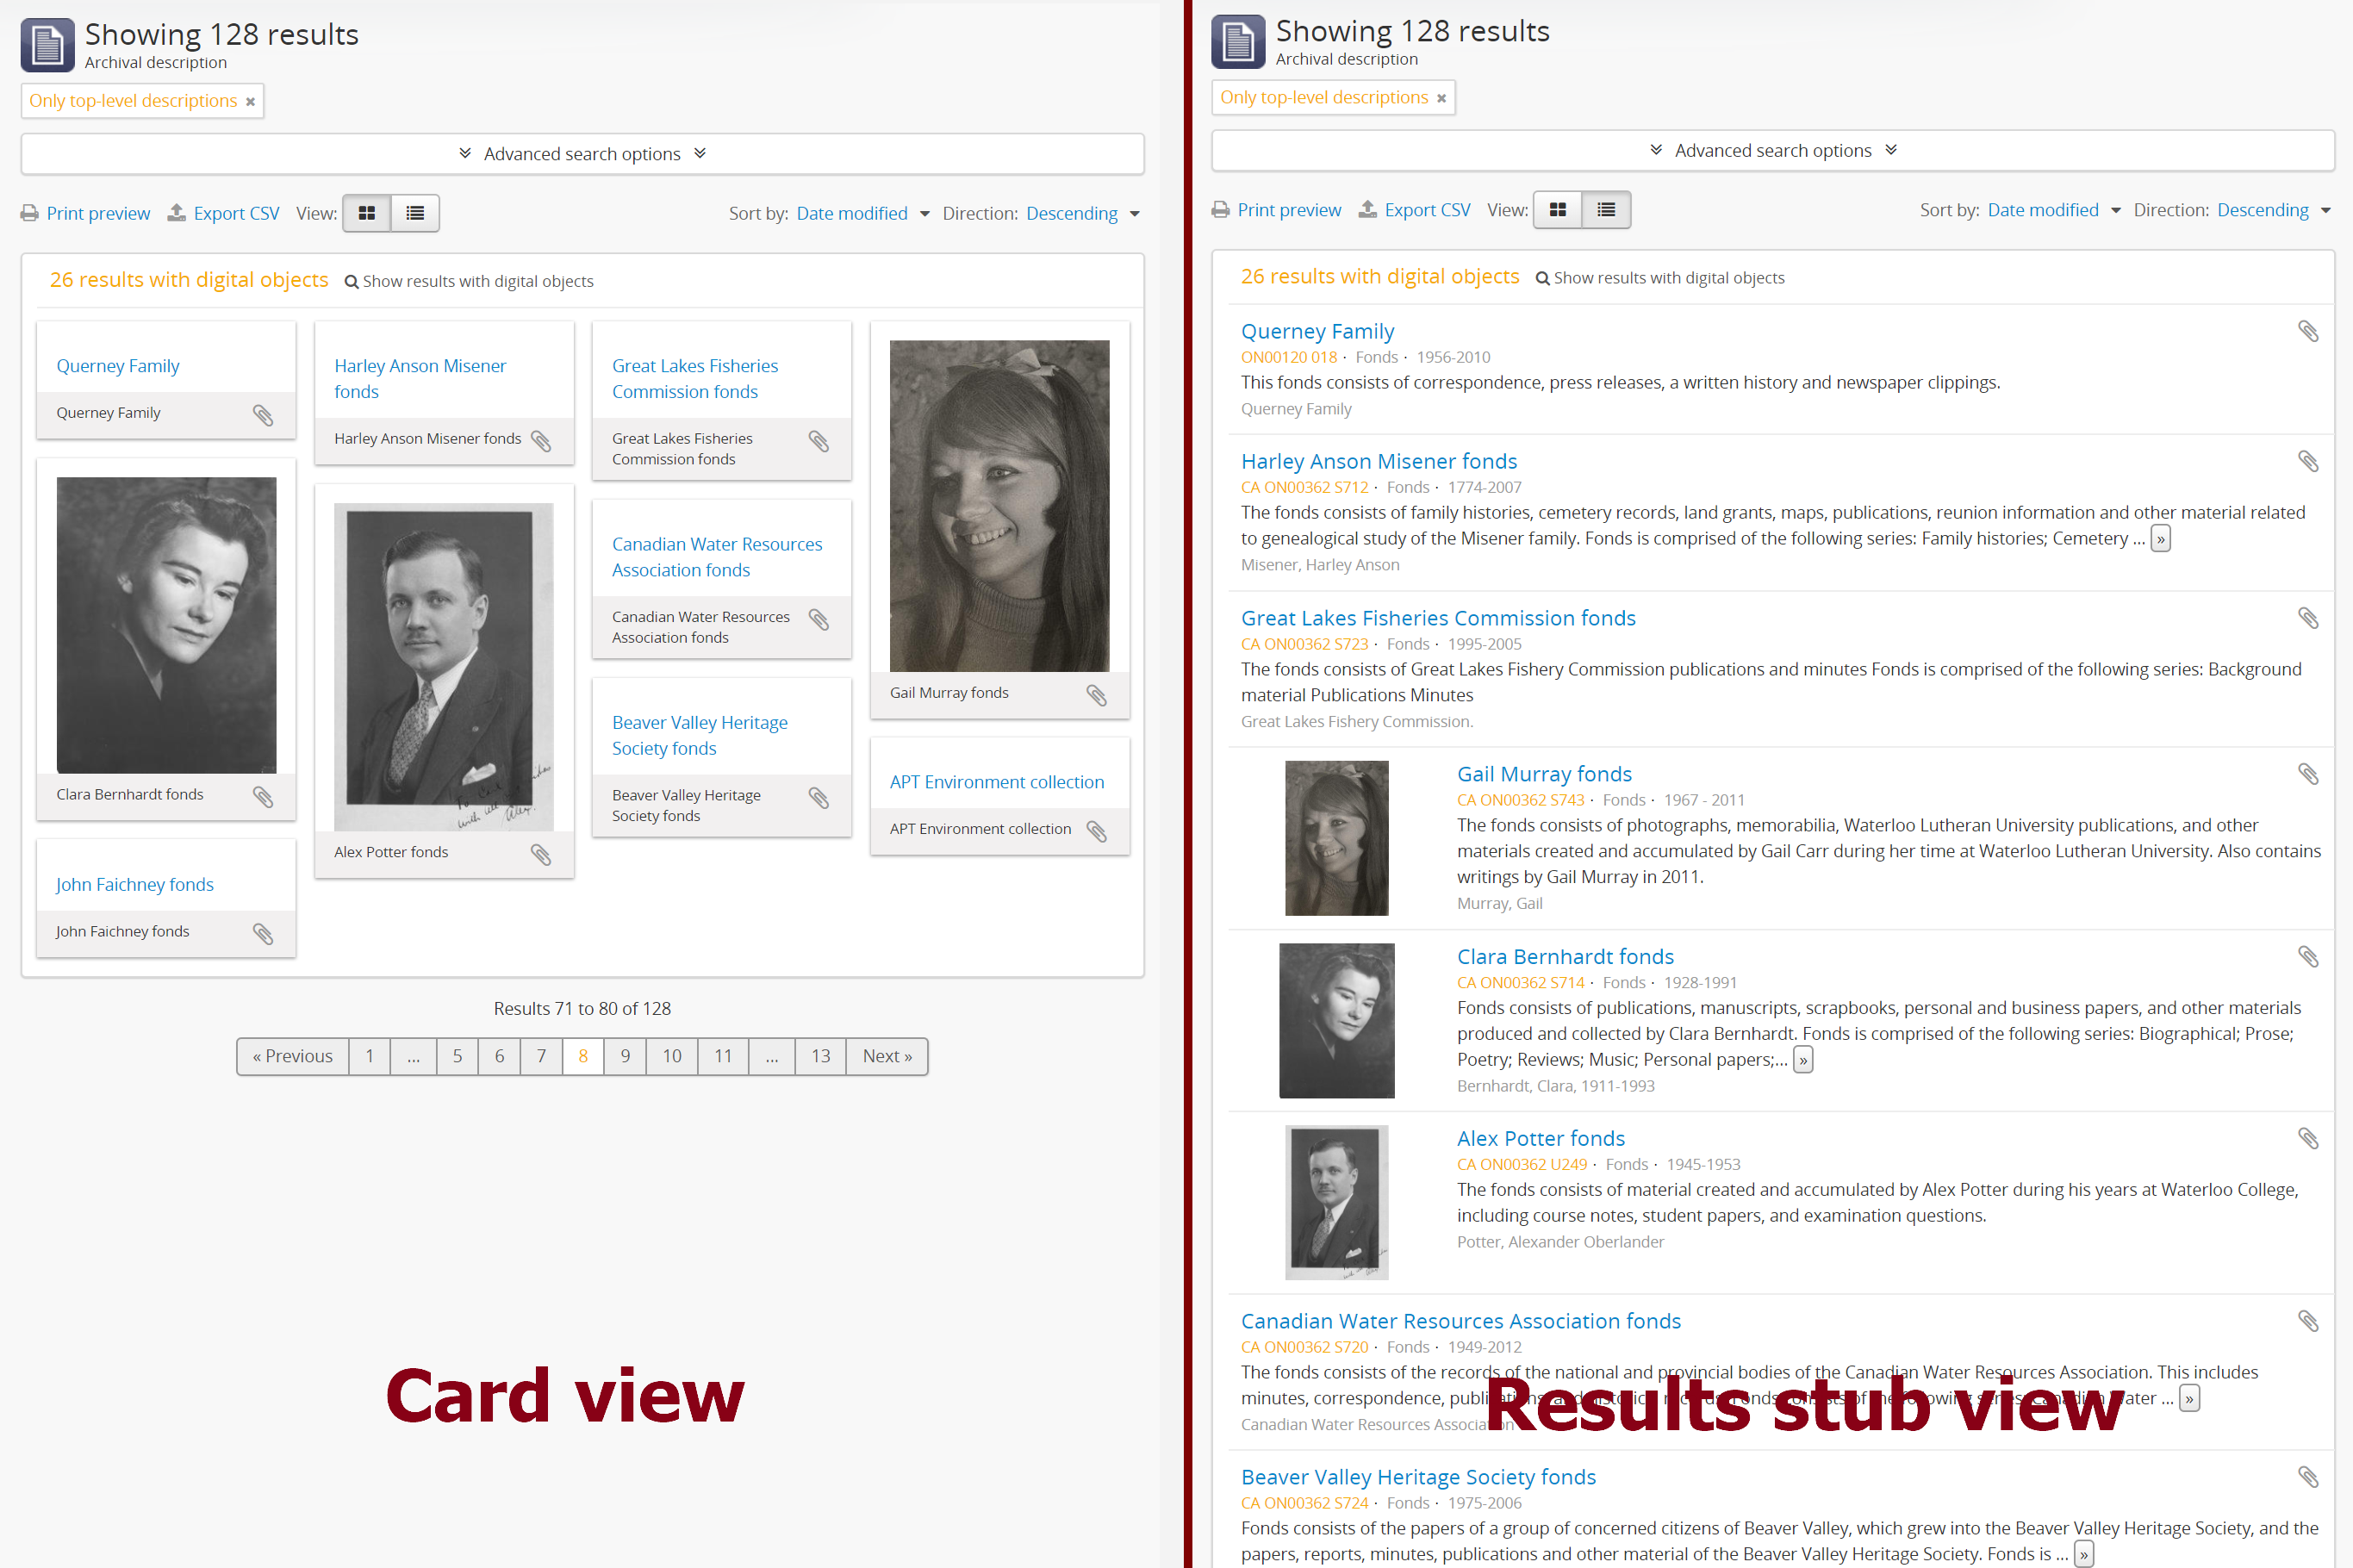 Showing 128 results
Archival description
Only top-level descriptions ×
Advanced search options
Print preview Export CSV View: Sort by: Date modified Direction: Descending
26 results with digital objects Show results with digital objects
Querney Family
Querney Family
Clara Bernhardt fonds
John Faichney fonds
John Faichney fonds
Harley Anson Misener
fonds
Harley Anson Misener fonds
To Carl
with all
Alex.
Alex Potter fonds
Great Lakes Fisheries
Commission fonds
Great Lakes Fisheries
Commission fonds
Canadian Water Resources
Association fonds
Canadian Water Resources
Association fonds
Beaver Valley Heritage
Society fonds
Beaver Valley Heritage
Society fonds
Gail Murray fonds
APT Environment collection
APT Environment collection
Results 71 to 80 of 128
« Previous 1 ... 5 6 7 8 9 10 11 ... 13 Next »
Card view
Showing 128 results
Archival description
Only top-level descriptions ×
Advanced search options
Print preview Export CSV View: Sort by: Date modified Direction: Descending
26 results with digital objects Show results with digital objects
Querney Family
ON00120 018 · Fonds · 1956-2010
This fonds consists of correspondence, press releases, a written history and newspaper clippings.
Querney Family
Harley Anson Misener fonds
CA ON00362 S712 · Fonds · 1774-2007
The fonds consists of family histories, cemetery records, land grants, maps, publications, reunion information and other material related
to genealogical study of the Misener family. Fonds is comprised of the following series: Family histories; Cemetery ... »
Misener, Harley Anson
Great Lakes Fisheries Commission fonds
CA ON00362 S723 · Fonds · 1995-2005
The fonds consists of Great Lakes Fishery Commission publications and minutes Fonds is comprised of the following series: Background
material Publications Minutes
Great Lakes Fishery Commission.
Gail Murray fonds
CA ON00362 S743 · Fonds · 1967 - 2011
The fonds consists of photographs, memorabilia, Waterloo Lutheran University publications, and other
materials created and accumulated by Gail Carr during her time at Waterloo Lutheran University. Also contains
writings by Gail Murray in 2011.
Murray, Gail
Clara Bernhardt fonds
CA ON00362 S714 · Fonds · 1928-1991
Fonds consists of publications, manuscripts, scrapbooks, personal and business papers, and other materials
produced and collected by Clara Bernhardt. Fonds is comprised of the following series: Biographical; Prose;
Poetry; Reviews; Music; Personal papers;... »
Bernhardt, Clara, 1911-1993
Alex Potter fonds
CA ON00362 U249 · Fonds · 1945-1953
The fonds consists of material created and accumulated by Alex Potter during his years at Waterloo College,
including course notes, student papers, and examination questions.
Potter, Alexander Oberlander
Canadian Water Resources Association fonds
CA ON00362 S720 · Fonds · 1949-2012
The fonds consists of the records of the national and provincial bodies of the Canadian Water Resources Association. This includes
minutes, correspondence, publications, and historical records. Fonds consists of the following series: Canadian Water ... »
Canadian Water Resources Association
Results stub view
Beaver Valley Heritage Society fonds
CA ON00362 S724 · Fonds · 1975-2006
Fonds consists of the papers of a group of concerned citizens of Beaver Valley, which grew into the Beaver Valley Heritage Society, and the
papers, reports, minutes, publications and other material of the Beaver Valley Heritage Society. Fonds is ... »